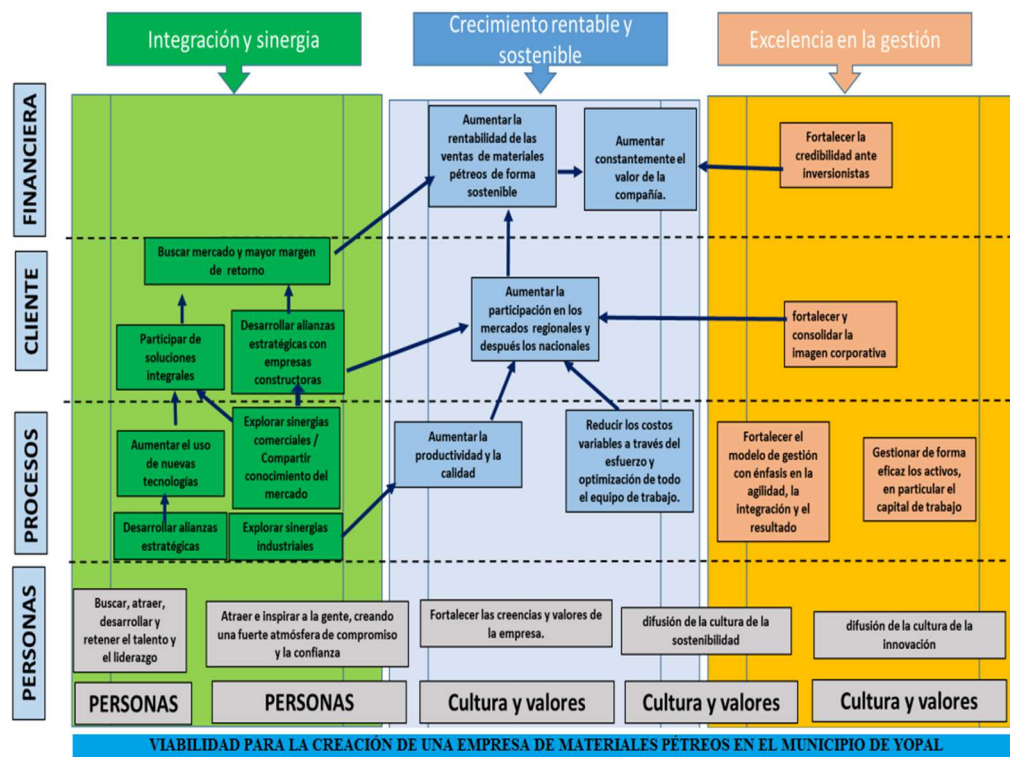 Integración y sinergia
Crecimiento rentable y
sostenible
Excelencia en la gestión
FINANCIERA
Aumentar la
rentabilidad de las
ventas de materiales
pétreos de forma
sostenible
Aumentar
constantemente el
valor de la
compañía.
Fortalecer la
credibilidad ante
inversionistas
CLIENTE
Buscar mercado y mayor margen
de retorno
Participar de
soluciones
integrales
Desarrollar alianzas
estratégicas con
empresas
constructoras
Aumentar la
participación en los
mercados regionales y
después los nacionales
fortalecer y
consolidar la
imagen corporativa
PROCESOS
Aumentar el uso
de nuevas
tecnologías
Explorar sinergias
comerciales /
Compartir
conocimiento del
mercado
Desarrollar alianzas
estratégicas
Explorar sinergias
industriales
Aumentar la
productividad y la
calidad
Reducir los costos
variables a través del
esfuerzo y
optimización de todo
el equipo de trabajo.
Fortalecer el
modelo de gestión
con énfasis en la
agilidad, la
integración y el
resultado
Gestionar de forma
eficaz los activos,
en particular el
capital de trabajo
PERSONAS
Buscar, atraer,
desarrollar y
retener el talento y
el liderazgo
Atraer e inspirar a la gente, creando
una fuerte atmósfera de compromiso
y la confianza
Fortalecer las creencias y valores de
la empresa.
difusión de la cultura de la
sostenibilidad
difusión de la cultura de la
innovación
PERSONAS
PERSONAS
Cultura y valores
Cultura y valores
Cultura y valores
VIABILIDAD PARA LA CREACIÓN DE UNA EMPRESA DE MATERIALES PÉTREOS EN EL MUNICIPIO DE YOPAL